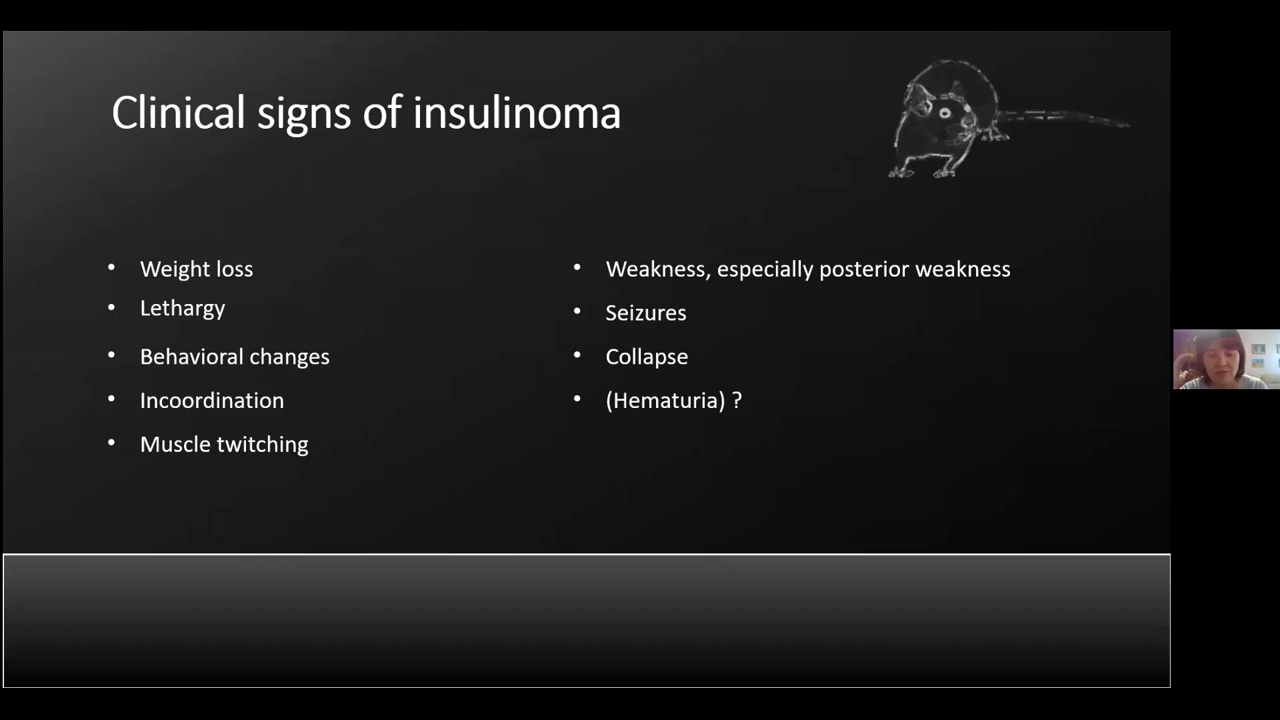 Clinical signs of insulinoma
• Weight loss
• Lethargy
• Behavioral changes
• Incoordination
• Muscle twitching
• Weakness, especially posterior weakness
• Seizures
• Collapse
• (Hematuria) ?